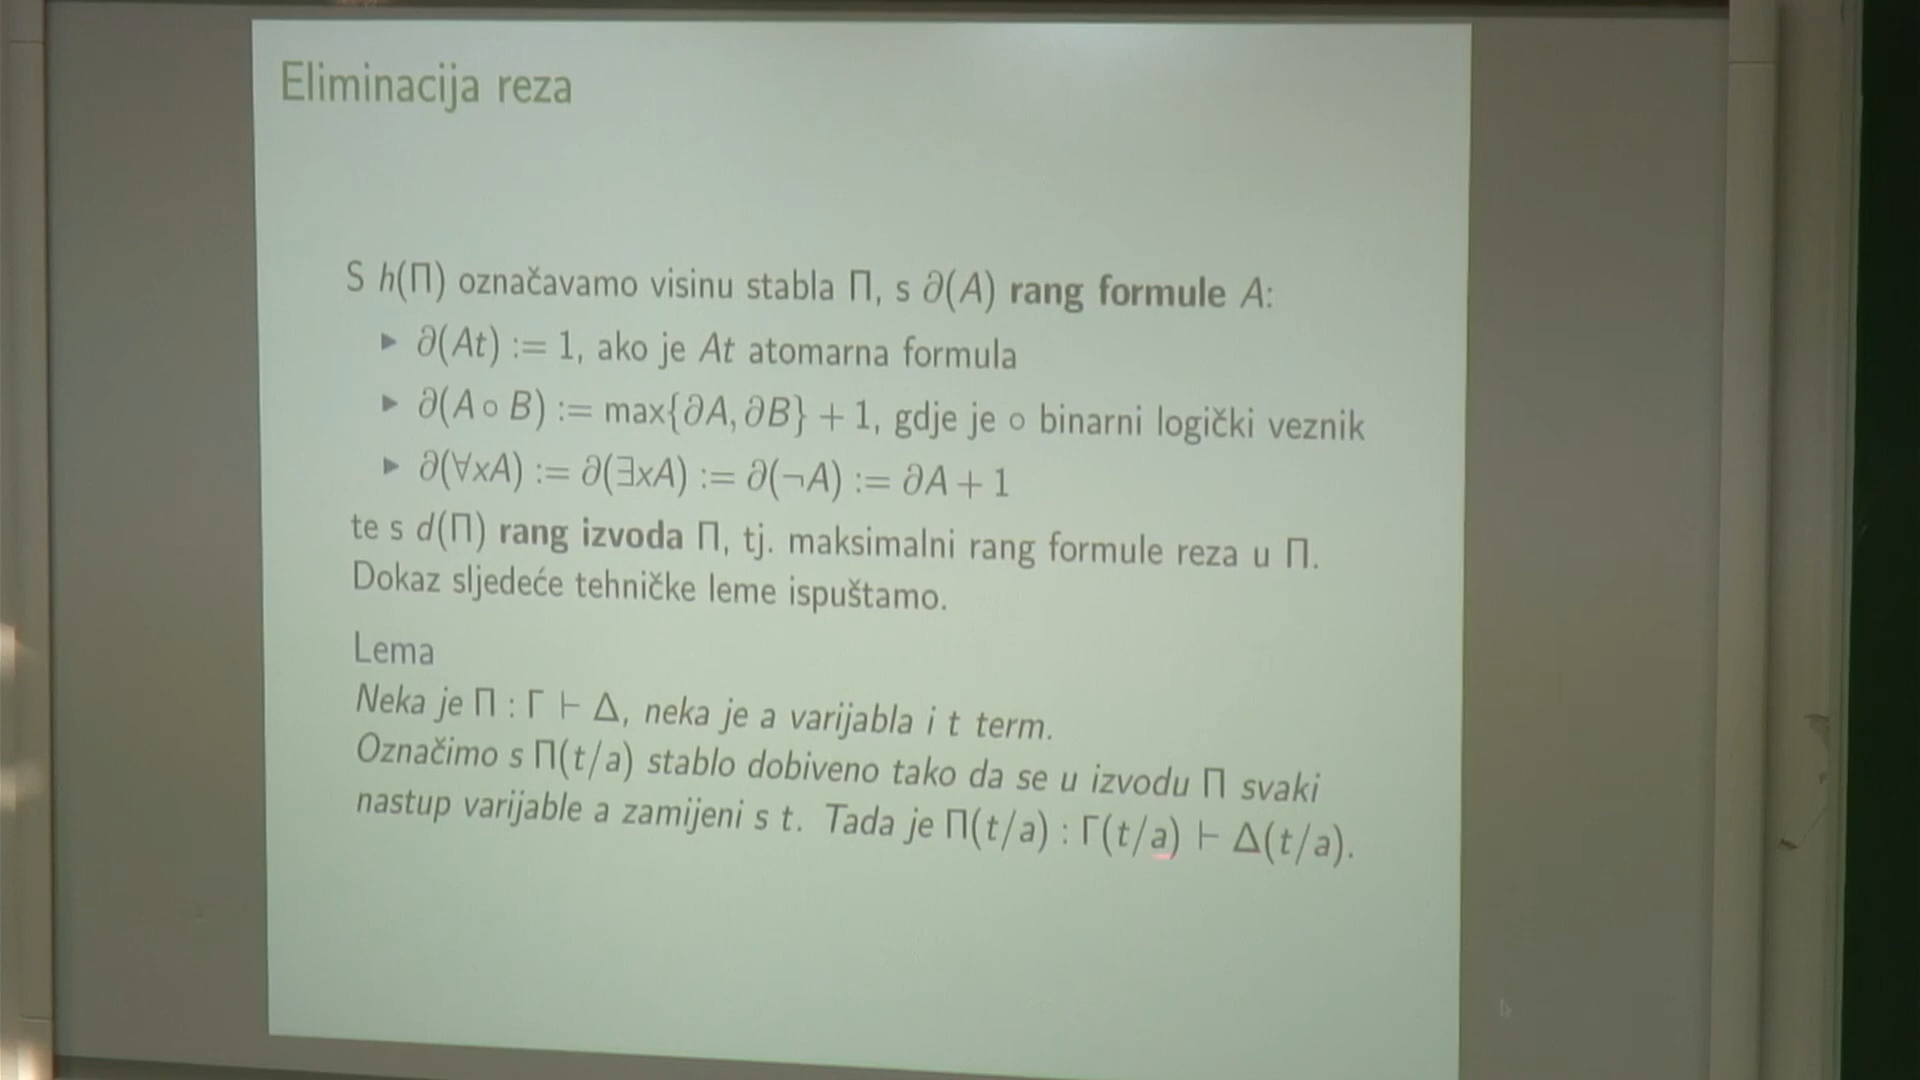 Eliminacija reza
S h(Π) označavamo visinu stabla Π, s ∂(A) rang formule A:
▶ ∂(At) := 1, ako je At atomarna formula
▶ ∂(A ∘ B) := max{∂A, ∂B} + 1, gdje je ∘ binarni logički veznik
▶ ∂(∀xA) := ∂(∃xA) := ∂(¬A) := ∂A + 1
te s d(Π) rang izvoda Π, tj. maksimalni rang formule reza u Π.
Dokaz sljedeće tehničke leme ispuštamo.
Lema
Neka je Π : Γ ⊢ Δ, neka je a varijabla i t term.
Označimo s Π(t/a) stablo dobiveno tako da se u izvodu Π svaki
nastup varijable a zamijeni s t. Tada je Π(t/a) : Γ(t/a) ⊢ Δ(t/a).